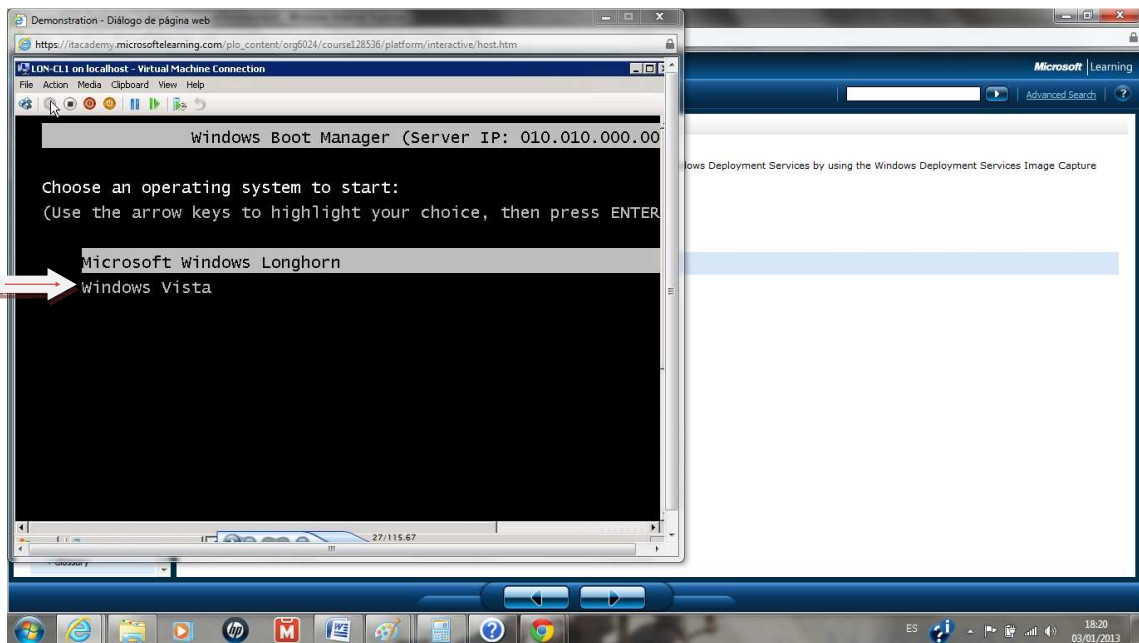 Demonstration - Diálogo de página web
https://itacademy.microsoftelearning.com/plo_content/org6024/course128536/platform/interactive/host.htm
Microsoft | Learning
LON-CL1 on localhost - Virtual Machine Connection
File Action Media Clipboard View Help
Advanced Search
Windows Boot Manager (Server IP: 010.010.000.00
dows Deployment Services by using the Windows Deployment Services Image Capture
Choose an operating system to start:
(Use the arrow keys to highlight your choice, then press ENTER
Microsoft Windows Longhorn
Windows Vista
27/115.67
Glossary
hp
ES
18:20
03/01/2013